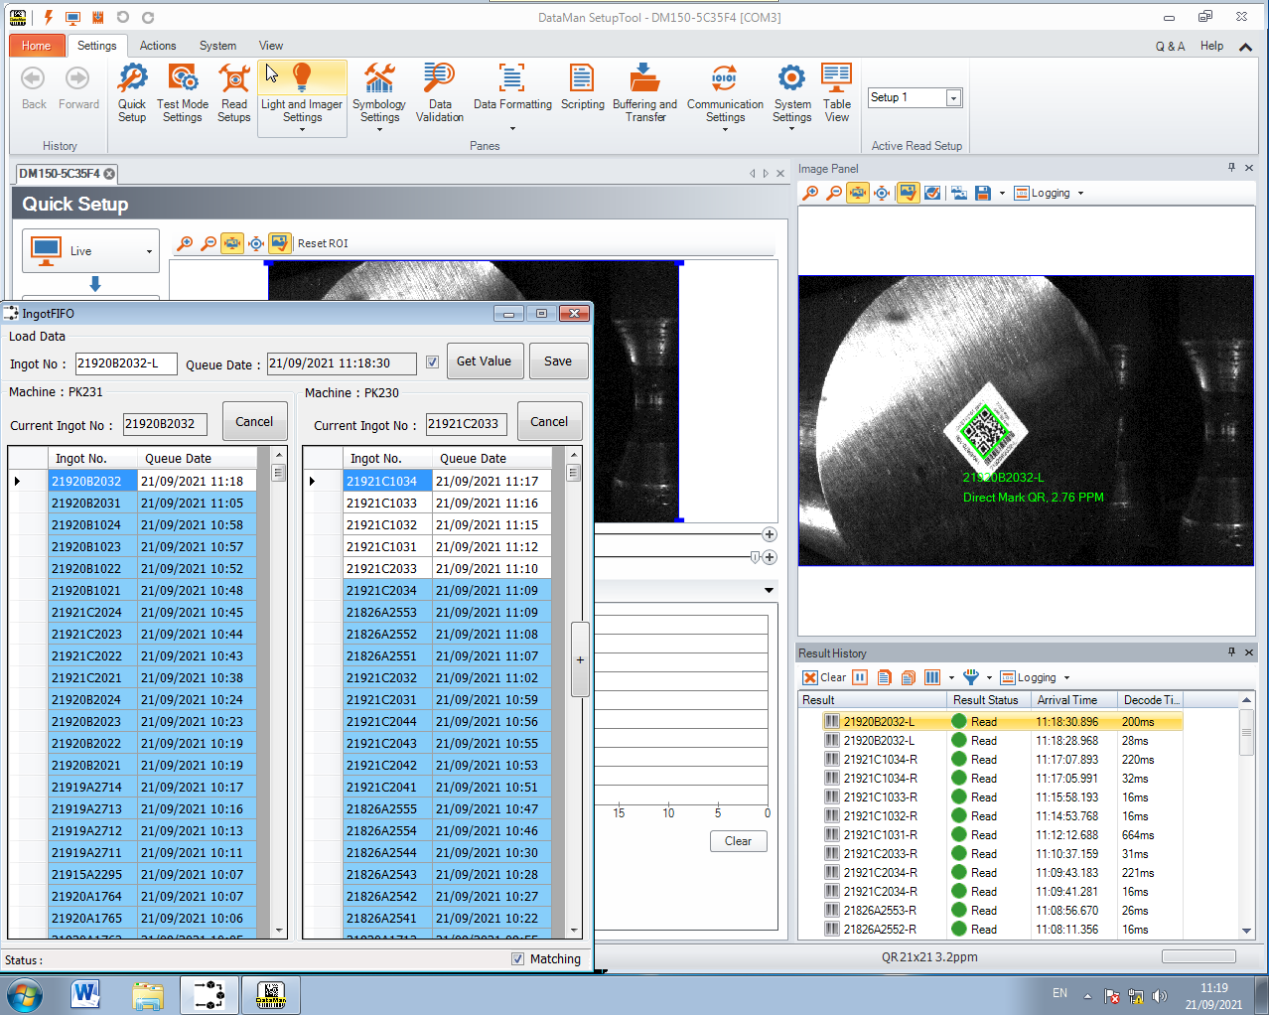 DataMan SetupTool - DM150-5C35F4 [COM3]
Home Settings Actions System View Q & A Help
Back Forward
Quick Setup
Test Mode Settings
Read Setups
Light and Imager Settings
Symbology Settings
Data Validation
Data Formatting
Scripting
Buffering and Transfer
Communication Settings
System Settings
Table View
Setup 1
History Panes Active Read Setup
DM150-5C35F4
Quick Setup
Live
Reset ROI
Image Panel
Logging
21920B2032-L
Direct Mark QR, 2.76 PPM
IngotFIFO
Load Data
Ingot No : 21920B2032-L Queue Date : 21/09/2021 11:18:30 Get Value Save
Machine : PK231
Current Ingot No : 21920B2032 Cancel
Ingot No. Queue Date
21920B2032 21/09/2021 11:18
21920B2031 21/09/2021 11:05
21920B1024 21/09/2021 10:58
21920B1023 21/09/2021 10:57
21920B1022 21/09/2021 10:52
21920B1021 21/09/2021 10:48
21921C2024 21/09/2021 10:45
21921C2023 21/09/2021 10:44
21921C2022 21/09/2021 10:43
21921C2021 21/09/2021 10:38
21920B2024 21/09/2021 10:24
21920B2023 21/09/2021 10:23
21920B2022 21/09/2021 10:19
21920B2021 21/09/2021 10:19
21919A2714 21/09/2021 10:17
21919A2713 21/09/2021 10:16
21919A2712 21/09/2021 10:13
21919A2711 21/09/2021 10:11
21915A2295 21/09/2021 10:07
21920A1764 21/09/2021 10:07
21920A1765 21/09/2021 10:06
Machine : PK230
Current Ingot No : 21921C2033 Cancel
Ingot No. Queue Date
21921C1034 21/09/2021 11:17
21921C1033 21/09/2021 11:16
21921C1032 21/09/2021 11:15
21921C1031 21/09/2021 11:12
21921C2033 21/09/2021 11:10
21921C2034 21/09/2021 11:09
21826A2553 21/09/2021 11:09
21826A2552 21/09/2021 11:08
21826A2551 21/09/2021 11:07
21921C2032 21/09/2021 11:02
21921C2031 21/09/2021 10:59
21921C2044 21/09/2021 10:56
21921C2043 21/09/2021 10:55
21921C2042 21/09/2021 10:53
21921C2041 21/09/2021 10:51
21826A2555 21/09/2021 10:47
21826A2554 21/09/2021 10:46
21826A2544 21/09/2021 10:30
21826A2543 21/09/2021 10:28
21826A2542 21/09/2021 10:27
21826A2541 21/09/2021 10:22
Status : Matching
15 10 5 0
Clear
Result History
Clear Logging
Result Result Status Arrival Time Decode Ti...
21920B2032-L Read 11:18:30.896 200ms
21920B2032-L Read 11:18:28.968 28ms
21921C1034-R Read 11:17:07.893 220ms
21921C1034-R Read 11:17:05.991 32ms
21921C1033-R Read 11:15:58.193 16ms
21921C1032-R Read 11:14:53.768 16ms
21921C1031-R Read 11:12:12.688 664ms
21921C2033-R Read 11:10:37.159 31ms
21921C2034-R Read 11:09:43.183 221ms
21921C2034-R Read 11:09:41.281 16ms
21826A2553-R Read 11:08:56.670 26ms
21826A2552-R Read 11:08:11.356 16ms
QR 21x21 3.2ppm
DataMan
EN
11:19
21/09/2021